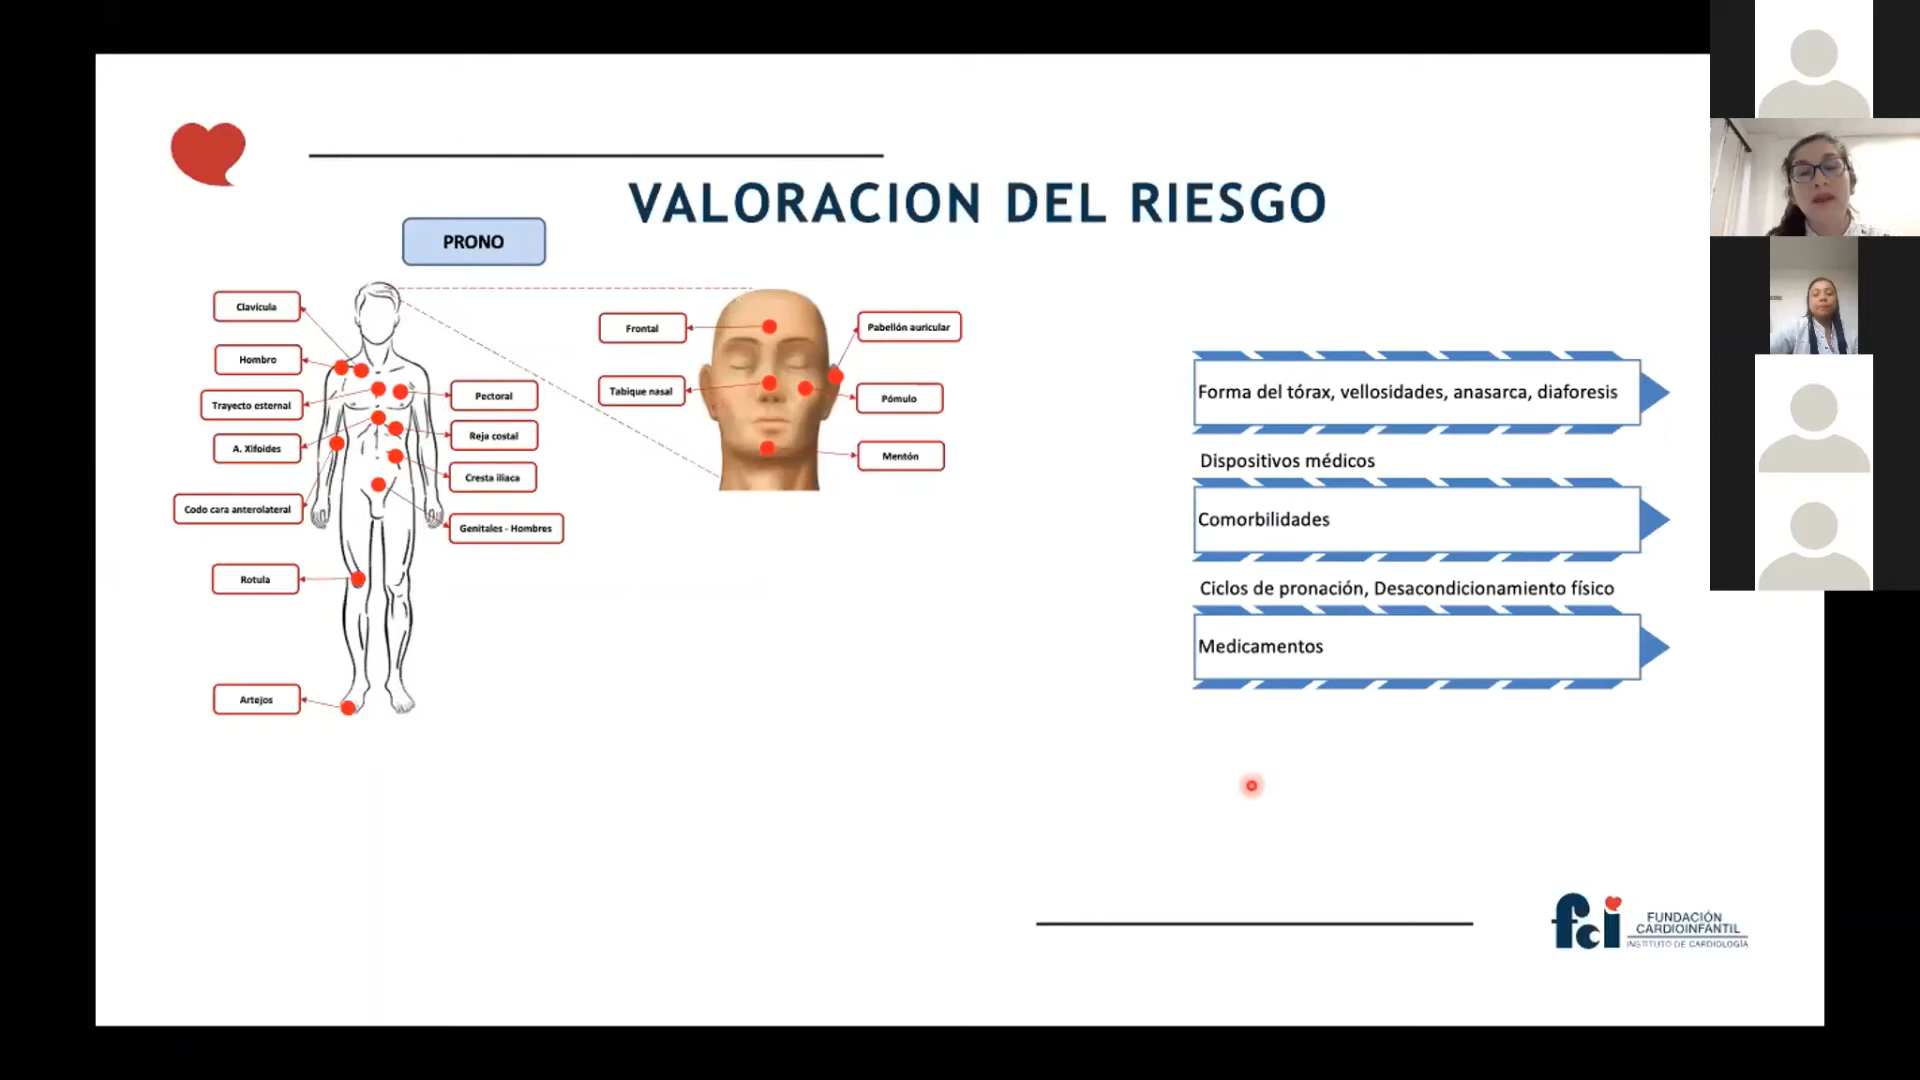 VALORACION DEL RIESGO
PRONO
Clavícula
Hombro
Trayecto esternal
A. Xifoides
Codo cara anterolateral
Rotula
Artejos
Pectoral
Reja costal
Cresta iliaca
Genitales - Hombres
Frontal
Tabique nasal
Pabellón auricular
Pómulo
Mentón
Forma del tórax, vellosidades, anasarca, diaforesis
Dispositivos médicos
Comorbilidades
Ciclos de pronación, Desacondicionamiento físico
Medicamentos
fci
FUNDACIÓN
CARDIOINFANTIL
INSTITUTO DE CARDIOLOGÍA